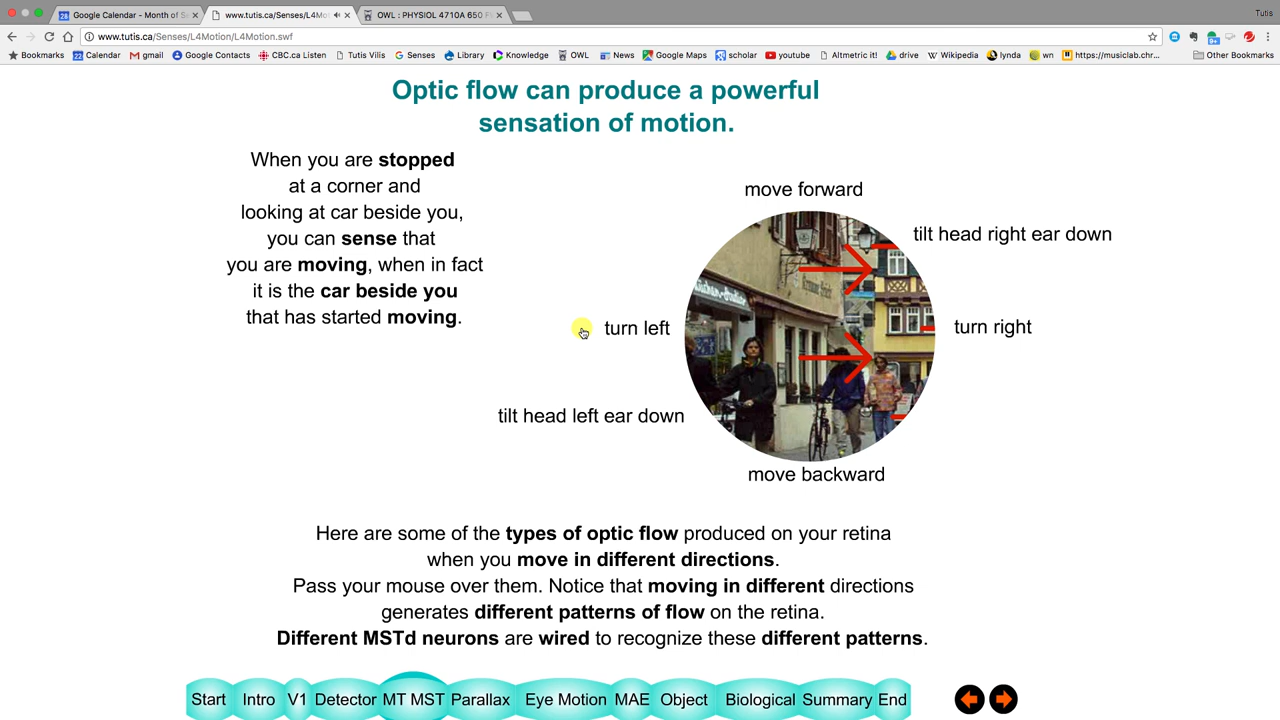 Google Calendar - Month of S
www.tutis.ca/Senses/L4Mo
OWL : PHYSIOL 4710A 650 F
Tutis
www.tutis.ca/Senses/L4Motion/L4Motion.swf
Bookmarks
Calendar
gmail
Google Contacts
CBC.ca Listen
Tutis Vilis
Senses
Library
Knowledge
OWL
News
Google Maps
scholar
youtube
Altmetric it!
drive
Wikipedia
lynda
wn
https://musiclab.chr...
Other Bookmarks
Optic flow can produce a powerful
sensation of motion.
When you are stopped
at a corner and
looking at car beside you,
you can sense that
you are moving, when in fact
it is the car beside you
that has started moving.
move forward
tilt head right ear down
turn left
turn right
tilt head left ear down
move backward
Here are some of the types of optic flow produced on your retina
when you move in different directions.
Pass your mouse over them. Notice that moving in different directions
generates different patterns of flow on the retina.
Different MSTd neurons are wired to recognize these different patterns.
Start
Intro
V1
Detector
MT MST
Parallax
Eye Motion
MAE
Object
Biological
Summary
End